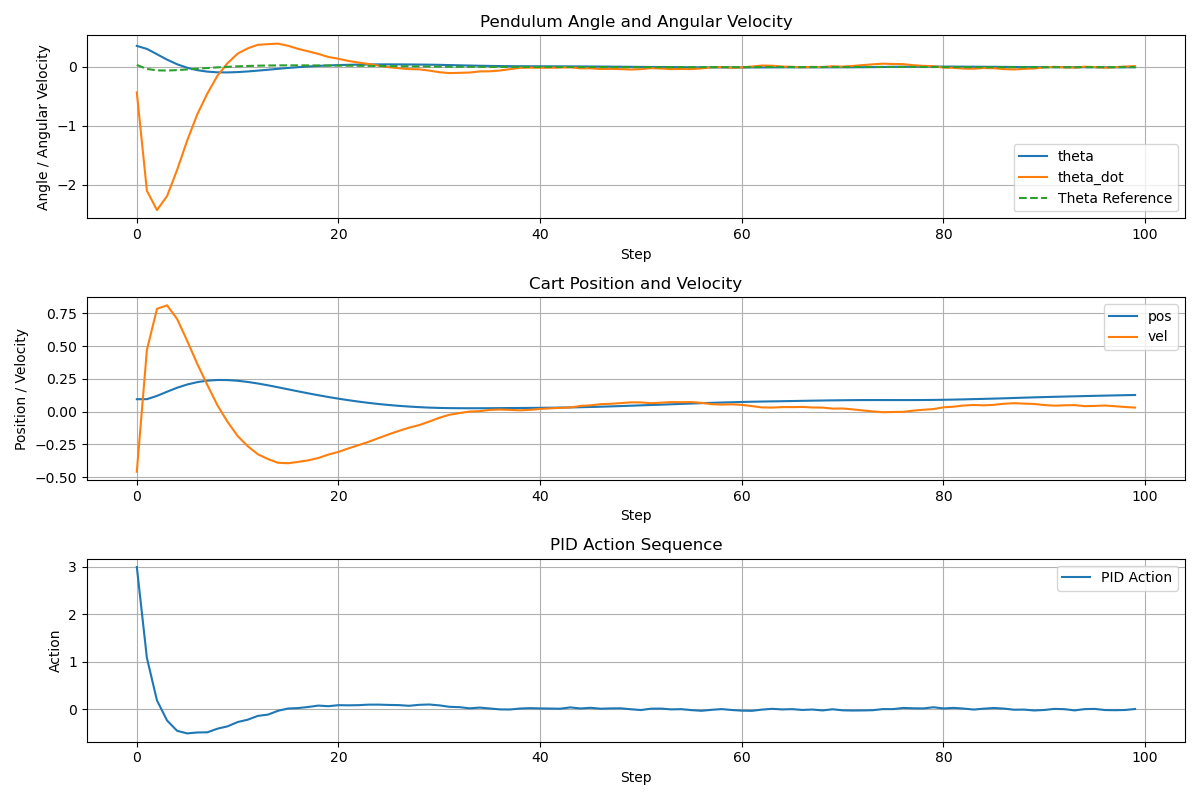 Pendulum Angle and Angular Velocity
Angle / Angular Velocity
0
−1
−2
theta
theta_dot
Theta Reference
0 20 40 60 80 100
Step
Cart Position and Velocity
Position / Velocity
0.75
0.50
0.25
0.00
−0.25
−0.50
pos
vel
0 20 40 60 80 100
Step
PID Action Sequence
Action
3
2
1
0
PID Action
0 20 40 60 80 100
Step